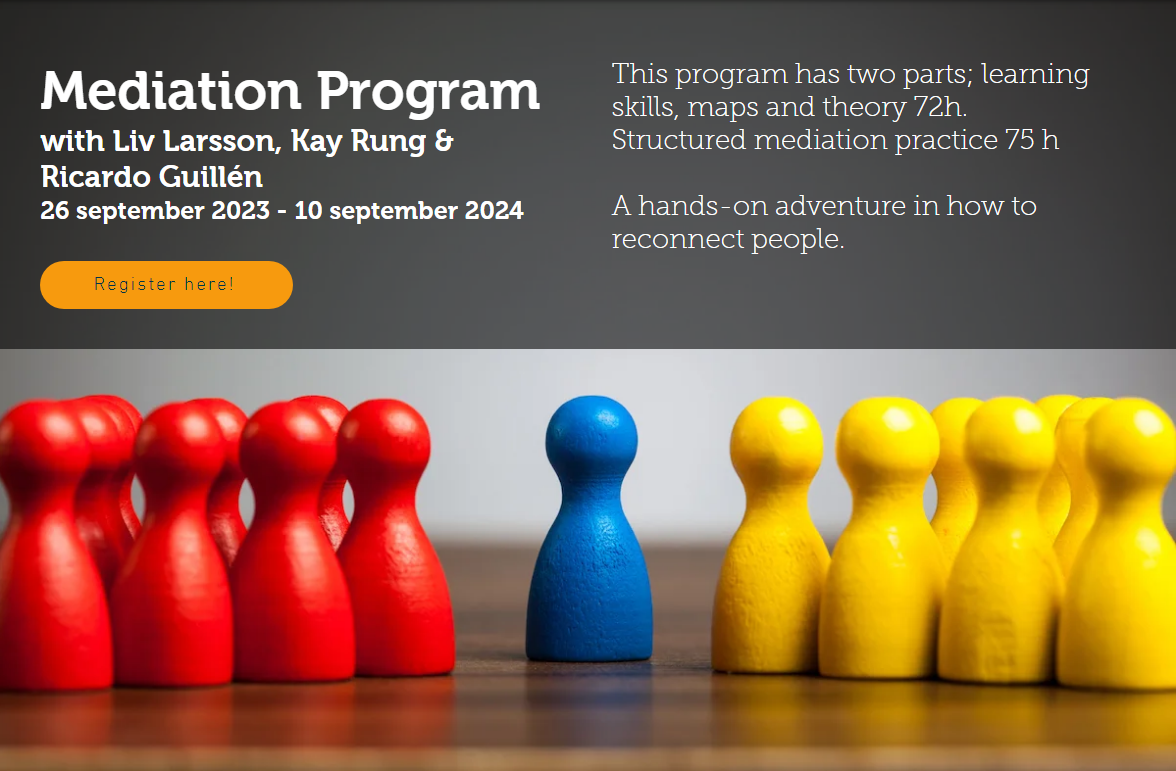 Mediation Program
with Liv Larsson, Kay Rung &
Ricardo Guillén
26 september 2023 - 10 september 2024
Register here!
This program has two parts; learning
skills, maps and theory 72h.
Structured mediation practice 75 h
A hands-on adventure in how to
reconnect people.